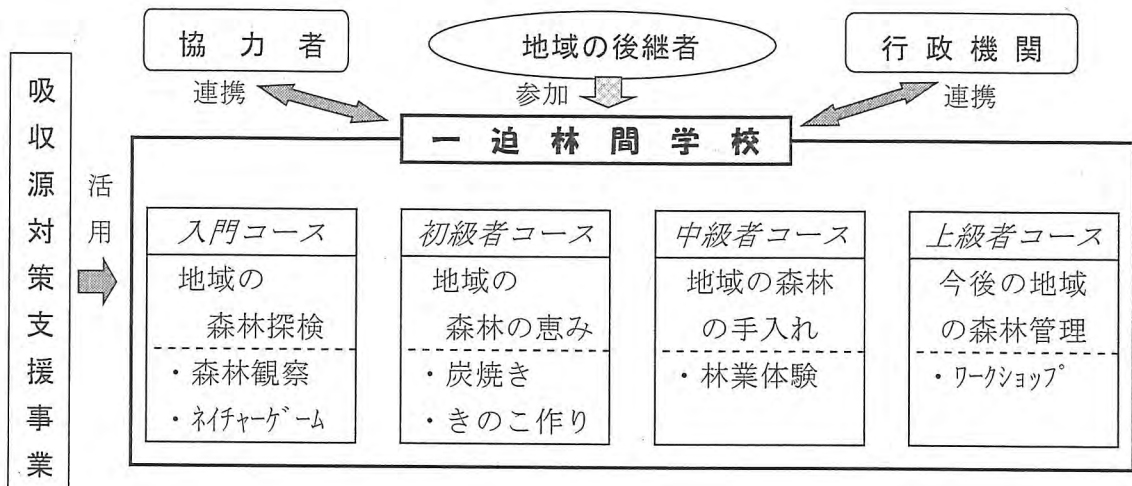 協力者
地域の後継者
行政機関
連携
参加
連携
一迫林間学校
吸収源対策支援事業
活用
入門コース
地域の
森林探検
・森林観察
・ネイチャーゲーム
初級者コース
地域の
森林の恵み
・炭焼き
・きのこ作り
中級者コース
地域の森林
の手入れ
・林業体験
上級者コース
今後の地域
の森林管理
・ワークショップ